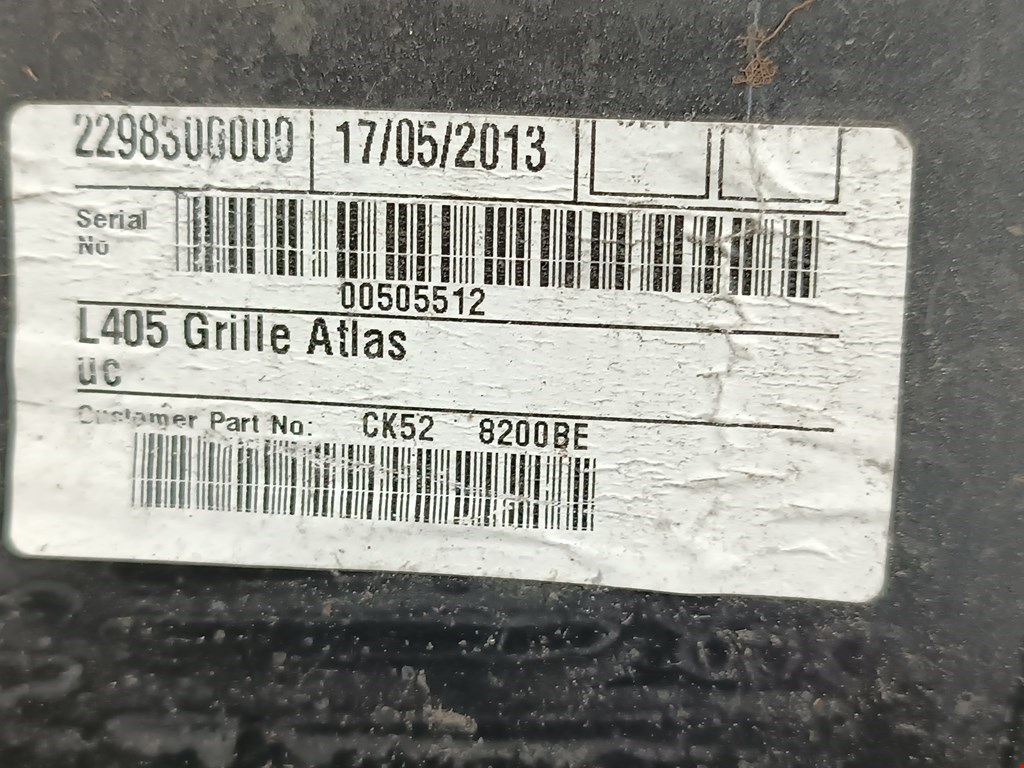 2298300000 17/05/2013
Serial
No
00505512
L405 Grille Atlas
UC
Customer Part No: CK52 8200BE